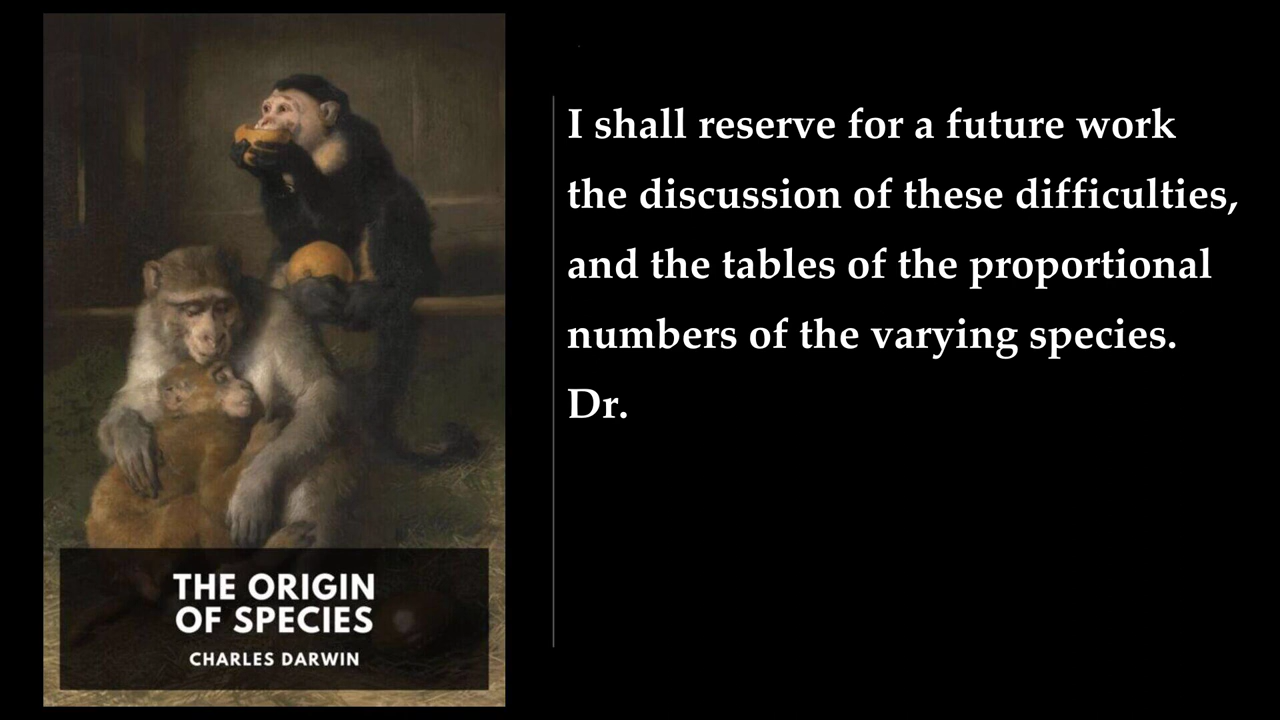 THE ORIGIN
OF SPECIES
CHARLES DARWIN
I shall reserve for a future work
the discussion of these difficulties,
and the tables of the proportional
numbers of the varying species.
Dr.